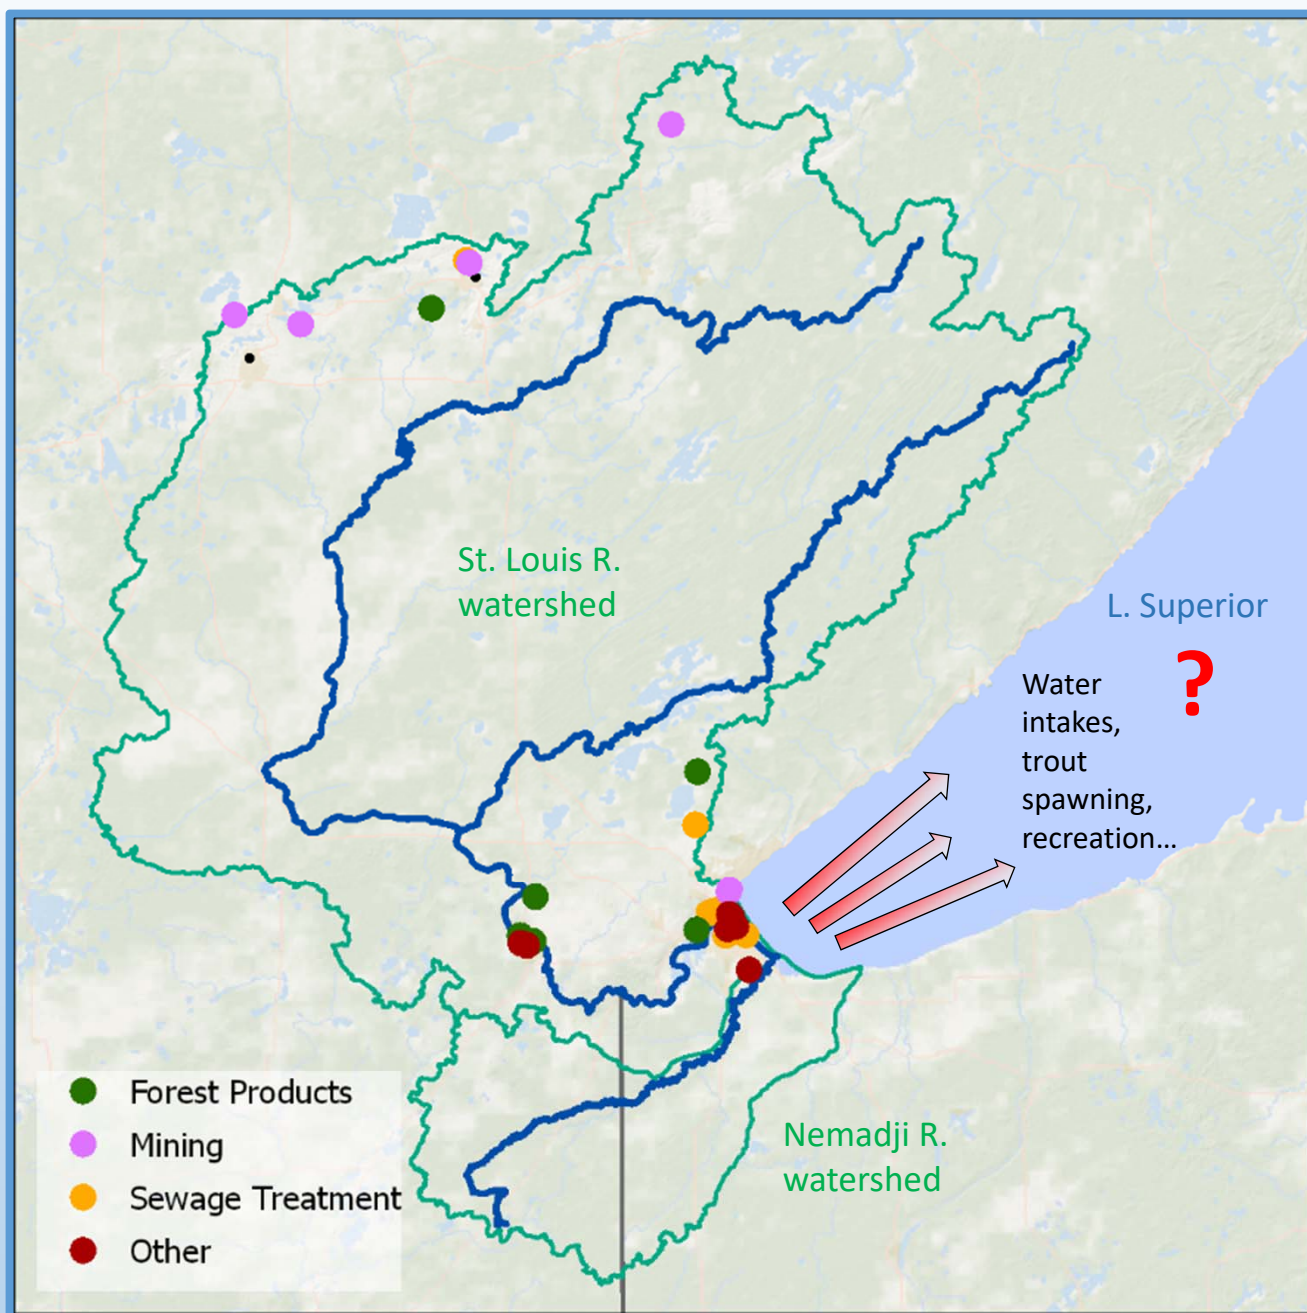 St. Louis R.
watershed
L. Superior
?
Water
intakes,
trout
spawning,
recreation...
Nemadji R.
watershed
Forest Products
Mining
Sewage Treatment
Other